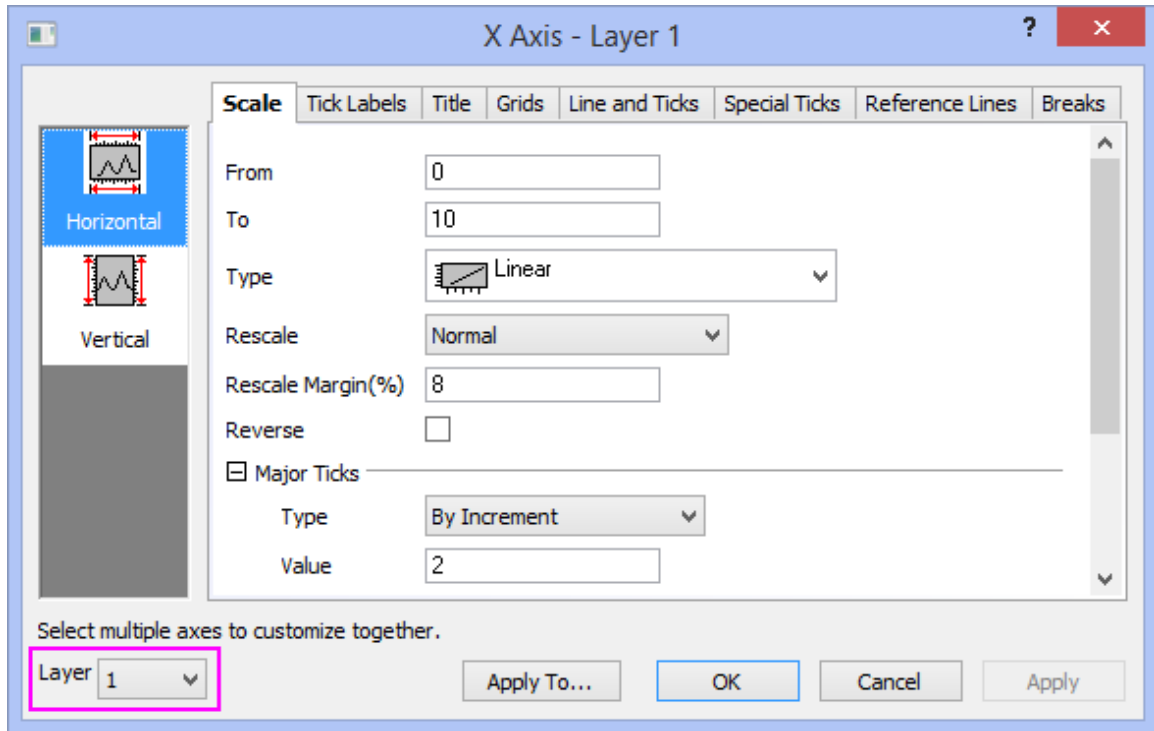 X Axis - Layer 1
?
Scale Tick Labels Title Grids Line and Ticks Special Ticks Reference Lines Breaks
Horizontal
Vertical
From 0
To 10
Type Linear
Rescale Normal
Rescale Margin(%) 8
Reverse
Major Ticks
Type By Increment
Value 2
Select multiple axes to customize together.
Layer 1 Apply To... OK Cancel Apply